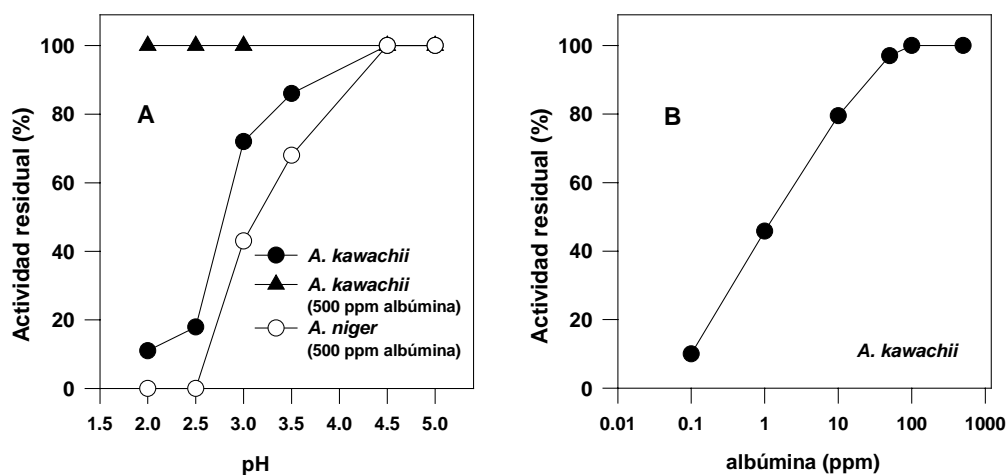 100
80
60
40
20
0
Actividad residual (%)
A
A. kawachii
A. kawachii
(500 ppm albúmina)
A. niger
(500 ppm albúmina)
1.5 2.0 2.5 3.0 3.5 4.0 4.5 5.0
pH
100
80
60
40
20
0
Actividad residual (%)
B
A. kawachii
0.01 0.1 1 10 100 1000
albúmina (ppm)